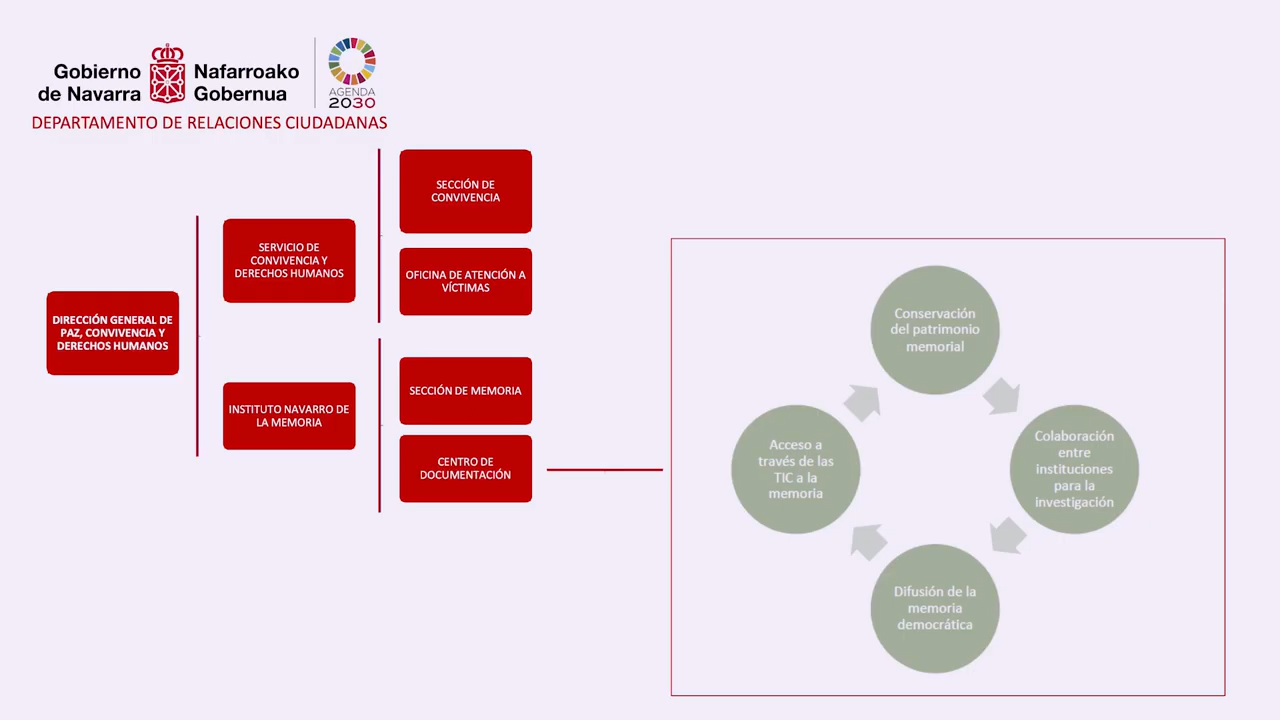 Gobierno
de Navarra
Nafarroako
Gobernua
AGENDA
2030
DEPARTAMENTO DE RELACIONES CIUDADANAS
DIRECCIÓN GENERAL DE
PAZ, CONVIVENCIA Y
DERECHOS HUMANOS
SERVICIO DE
CONVIVENCIA Y
DERECHOS HUMANOS
SECCIÓN DE
CONVIVENCIA
OFICINA DE ATENCIÓN A
VÍCTIMAS
INSTITUTO NAVARRO DE
LA MEMORIA
SECCIÓN DE MEMORIA
CENTRO DE
DOCUMENTACIÓN
Conservación
del patrimonio
memorial
Colaboración
entre
instituciones
para la
investigación
Difusión de la
memoria
democrática
Acceso a
través de las
TIC a la
memoria